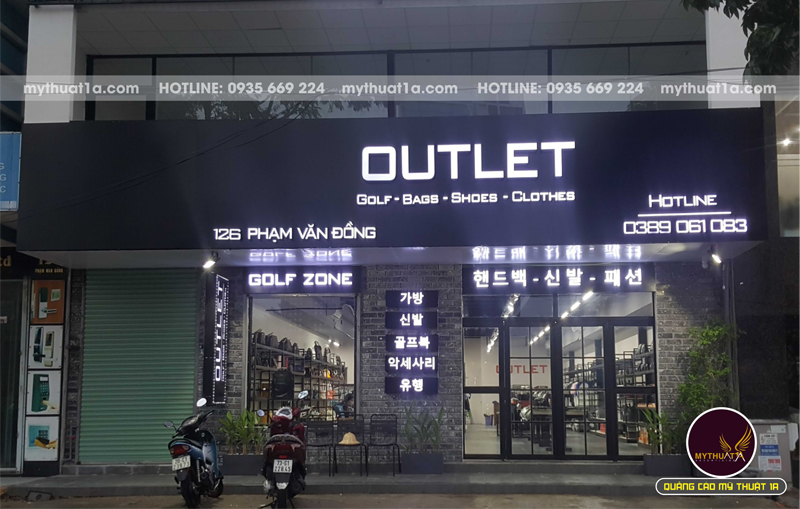 mythuat1a.com HOTLINE: 0935 669 224 mythuat1a.com HOTLINE: 0935 669 224 mythuat1a.com
OUTLET
GOLF - BAGS - SHOES - CLOTHES
126 PHẠM VĂN ĐỒNG
HOTLINE
0389 061 083
GOLF ZONE
핸드백 - 신발 - 패션
OUTLET
가방
신발
골프복
악세사리
유행
OUTLET
MYTHUAT1A
QUẢNG CÁO MỸ THUẬT 1A